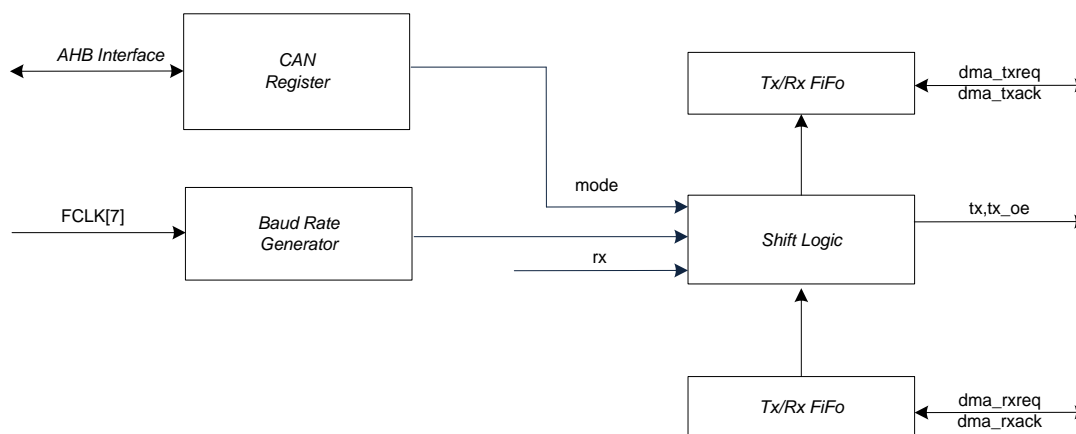 AHB Interface
CAN
Register
Tx/Rx FiFo
dma_txreq
dma_txack
mode
FCLK[7]
Baud Rate
Generator
Shift Logic
tx,tx_oe
rx
Tx/Rx FiFo
dma_rxreq
dma_rxack